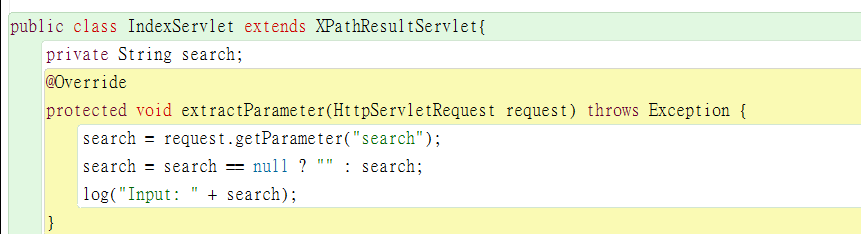 public class IndexServlet extends XPathResultServlet{
private String search;
@Override
protected void extractParameter(HttpServletRequest request) throws Exception {
search = request.getParameter("search");
search = search == null ? "" : search;
log("Input: " + search);
}